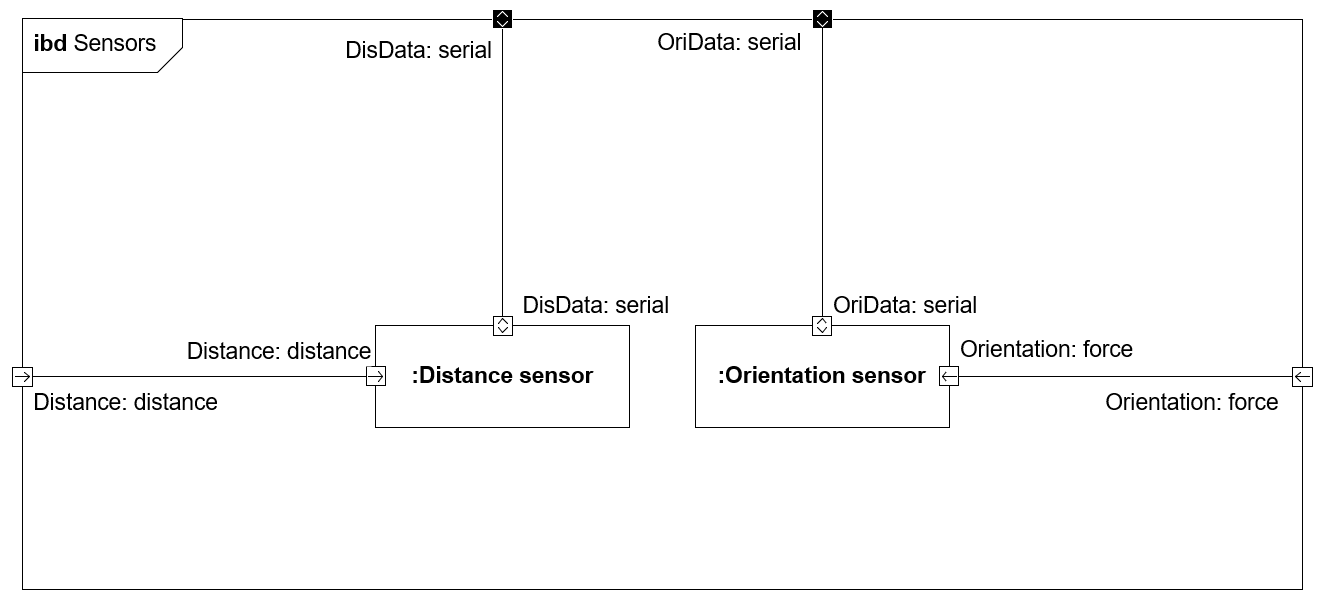 ibd Sensors
DisData: serial
OriData: serial
DisData: serial
OriData: serial
Distance: distance
:Distance sensor
:Orientation sensor
Orientation: force
Distance: distance
Orientation: force